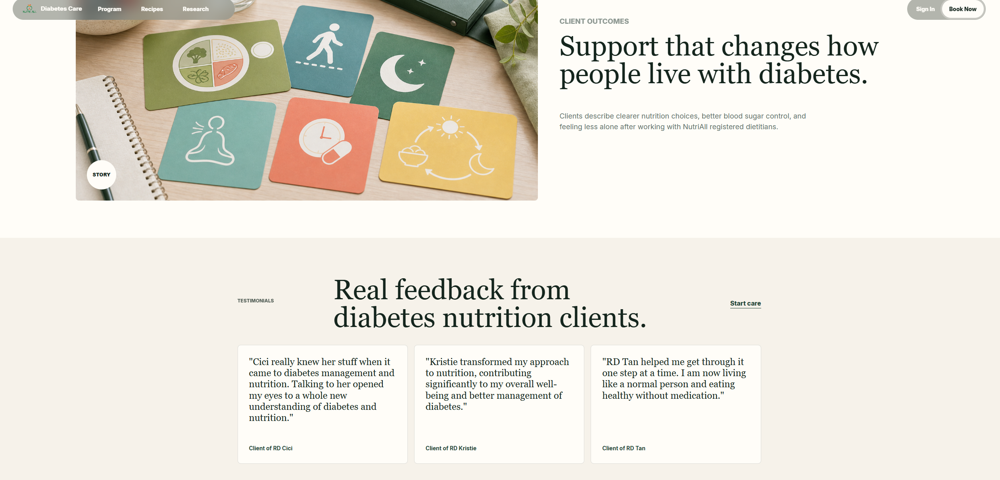 NUTRI ALL
Diabetes Care
Program
Recipes
Research
Sign In
Book Now
STORY
CLIENT OUTCOMES
Support that changes how
people live with diabetes.
Clients describe clearer nutrition choices, better blood sugar control, and
feeling less alone after working with NutriAll registered dietitians.
TESTIMONIALS
Real feedback from
diabetes nutrition clients.
Start care
"Cici really knew her stuff when it
came to diabetes management and
nutrition. Talking to her opened
my eyes to a whole new
understanding of diabetes and
nutrition."
Client of RD Cici
"Kristie transformed my approach
to nutrition, contributing
significantly to my overall well-
being and better management of
diabetes."
Client of RD Kristie
"RD Tan helped me get through it
one step at a time. I am now living
like a normal person and eating
healthy without medication."
Client of RD Tan